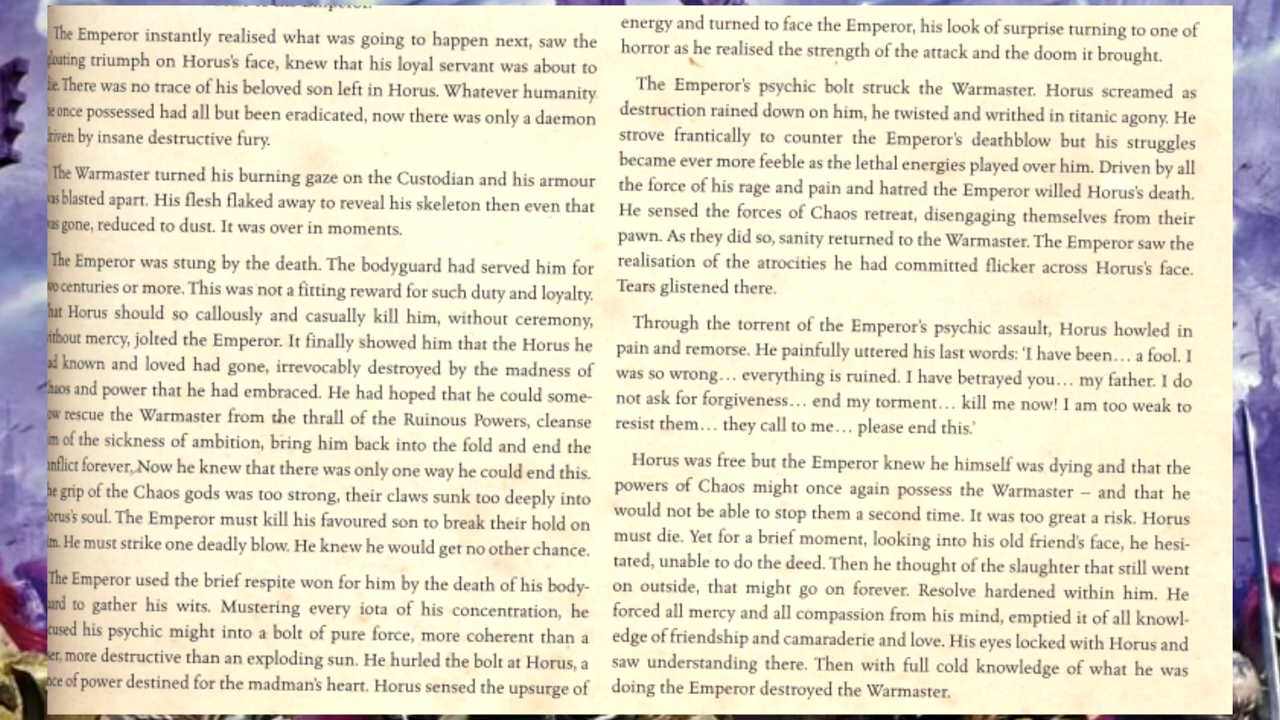 The Emperor instantly realised what was going to happen next, saw the
loating triumph on Horus's face, knew that his loyal servant was about to
ie. There was no trace of his beloved son left in Horus. Whatever humanity
e once possessed had all but been eradicated, now there was only a daemon
riven by insane destructive fury.
The Warmaster turned his burning gaze on the Custodian and his armour
as blasted apart. His flesh flaked away to reveal his skeleton then even that
as gone, reduced to dust. It was over in moments.
The Emperor was stung by the death. The bodyguard had served him for
wo centuries or more. This was not a fitting reward for such duty and loyalty.
hat Horus should so callously and casually kill him, without ceremony,
ithout mercy, jolted the Emperor. It finally showed him that the Horus he
ad known and loved had gone, irrevocably destroyed by the madness of
haos and power that he had embraced. He had hoped that he could some-
ow rescue the Warmaster from the thrall of the Ruinous Powers, cleanse
im of the sickness of ambition, bring him back into the fold and end the
onflict forever. Now he knew that there was only one way he could end this.
he grip of the Chaos gods was too strong, their claws sunk too deeply into
orus's soul. The Emperor must kill his favoured son to break their hold on
m. He must strike one deadly blow. He knew he would get no other chance.
The Emperor used the brief respite won for him by the death of his body-
ard to gather his wits. Mustering every iota of his concentration, he
cused his psychic might into a bolt of pure force, more coherent than a
ser, more destructive than an exploding sun. He hurled the bolt at Horus, a
nce of power destined for the madman's heart. Horus sensed the upsurge of
energy and turned to face the Emperor, his look of surprise turning to one of
horror as he realised the strength of the attack and the doom it brought.
The Emperor's psychic bolt struck the Warmaster. Horus screamed as
destruction rained down on him, he twisted and writhed in titanic agony. He
strove frantically to counter the Emperor's deathblow but his struggles
became ever more feeble as the lethal energies played over him. Driven by all
the force of his rage and pain and hatred the Emperor willed Horus's death.
He sensed the forces of Chaos retreat, disengaging themselves from their
pawn. As they did so, sanity returned to the Warmaster. The Emperor saw the
realisation of the atrocities he had committed flicker across Horus's face.
Tears glistened there.
Through the torrent of the Emperor's psychic assault, Horus howled in
pain and remorse. He painfully uttered his last words: 'I have been… a fool. I
was so wrong… everything is ruined. I have betrayed you… my father. I do
not ask for forgiveness… end my torment… kill me now! I am too weak to
resist them… they call to me… please end this.'
Horus was free but the Emperor knew he himself was dying and that the
powers of Chaos might once again possess the Warmaster – and that he
would not be able to stop them a second time. It was too great a risk. Horus
must die. Yet for a brief moment, looking into his old friend's face, he hesi-
tated, unable to do the deed. Then he thought of the slaughter that still went
on outside, that might go on forever. Resolve hardened within him. He
forced all mercy and all compassion from his mind, emptied it of all knowl-
edge of friendship and camaraderie and love. His eyes locked with Horus and
saw understanding there. Then with full cold knowledge of what he was
doing the Emperor destroyed the Warmaster.